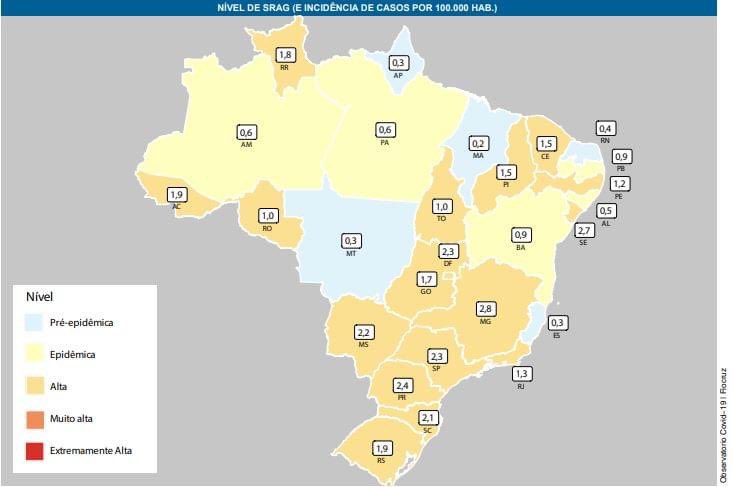 NÍVEL DE SRAG (E INCIDÊNCIA DE CASOS POR 100.000 HAB.)
1,8
RR
0,3
AP
0,6
AM
0,6
PA
0,2
MA
1,5
PI
1,5
CE
0,4
RN
0,9
PB
1,2
PE
0,5
AL
2,7
SE
1,9
AC
1,0
RO
1,0
TO
0,3
MT
0,9
BA
2,3
DF
1,7
GO
2,8
MG
0,3
ES
2,2
MS
2,3
SP
1,3
RJ
2,4
PR
2,1
SC
1,9
RS
Nível
Pré-epidêmica
Epidêmica
Alta
Muito alta
Extremamente Alta
Observatorio Covid-19 I Fiocruz